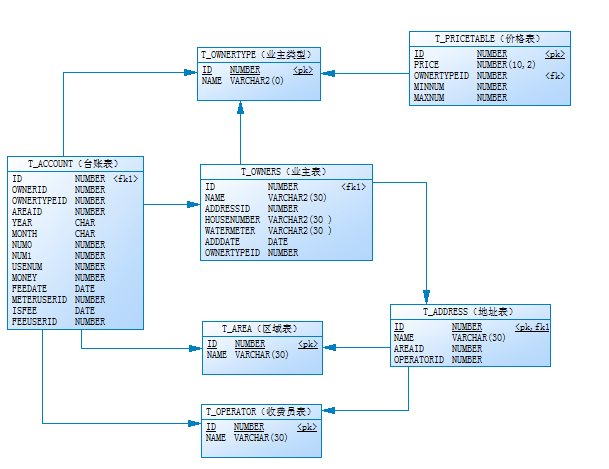 T_OWNERTYPE（业主类型）
ID NUMBER <pk>
NAME VARCHAR2(0)
T_PRICETABLE（价格表）
ID NUMBER <pk>
PRICE NUMBER(10,2)
OWNERTYPEID NUMBER <fk>
MINNUM NUMBER
MAXNUM NUMBER
T_ACCOUNT（台账表）
ID NUMBER <fk1>
OWNERID NUMBER
OWNERTYPEID NUMBER
AREAID NUMBER
YEAR CHAR
MONTH CHAR
NUM0 NUMBER
NUM1 NUMBER
USENUM NUMBER
MONEY NUMBER
FEEDATE DATE
METERUSERID NUMBER
ISFEE DATE
FEEUSERID NUMBER
T_OWNERS（业主表）
ID NUMBER <fk1>
NAME VARCHAR2(30)
ADDRESSID NUMBER
HOUSENUMBER VARCHAR2(30 )
WATERMETER VARCHAR2(30 )
ADDDATE DATE
OWNERTYPEID NUMBER
T_ADDRESS（地址表）
ID NUMBER <pk,fk1
NAME VARCHAR(30)
AREAID NUMBER
OPERATORID NUMBER
T_AREA（区域表）
ID NUMBER <pk>
NAME VARCHAR(30)
T_OPERATOR（收费员表）
ID NUMBER <pk>
NAME VARCHAR(30)